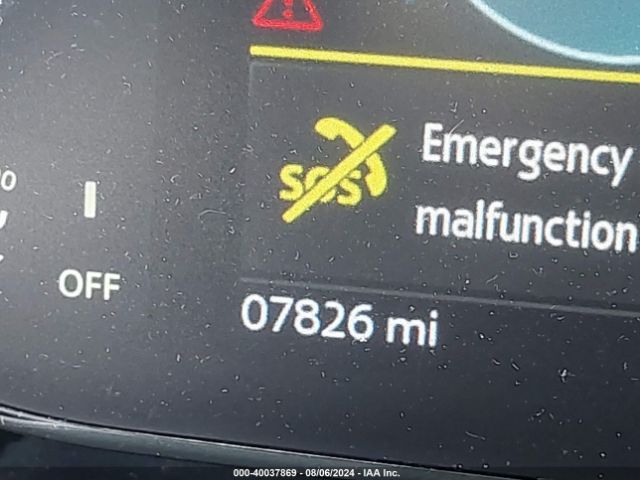 SOS
Emergency
malfunction
OFF
07826 mi
000-40037869 - 08/06/2024 - IAA Inc.